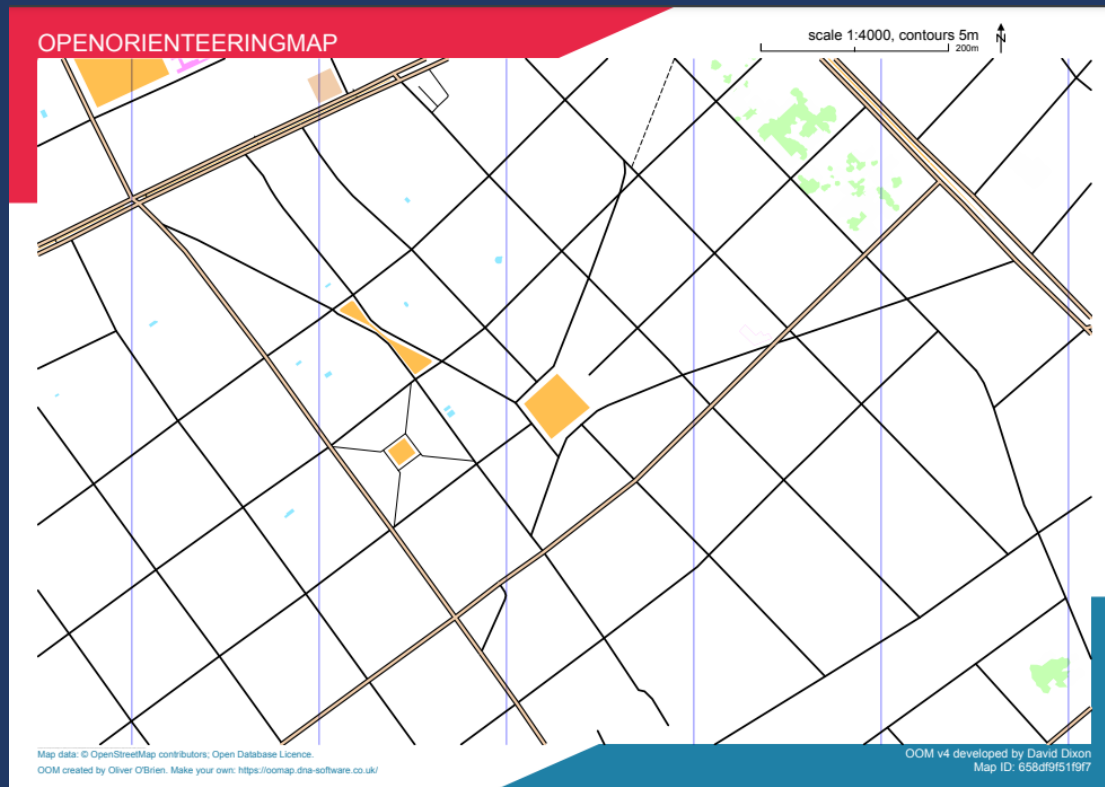 OPENORIENTEERINGMAP
scale 1:4000, contours 5m
N
200m
Map data: © OpenStreetMap contributors; Open Database Licence.
OOM created by Oliver O'Brien. Make your own: https://oomap.dna-software.co.uk/
OOM v4 developed by David Dixon
Map ID: 658df9f51f9f7